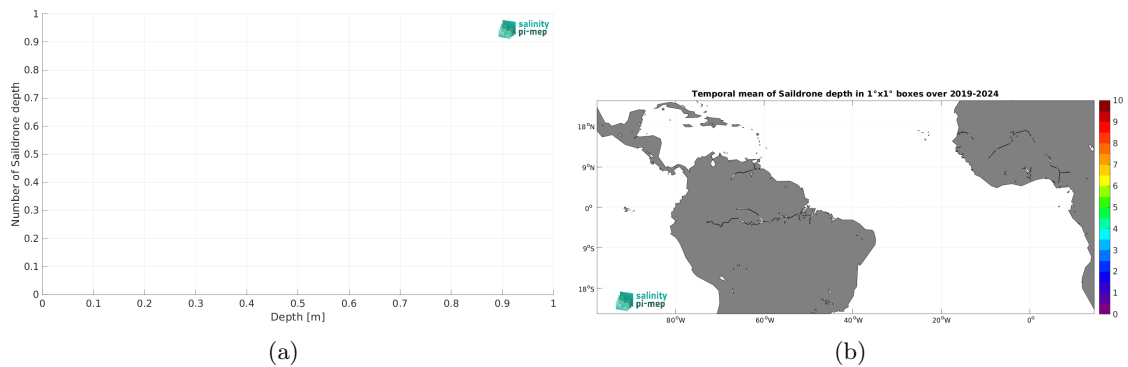 1
0.9
0.8
0.7
0.6
0.5
0.4
0.3
0.2
0.1
0
Number of Saildrone depth
0 0.1 0.2 0.3 0.4 0.5 0.6 0.7 0.8 0.9 1
Depth [m]
salinity
pi-mep
(a)
Temporal mean of Saildrone depth in 1°x1° boxes over 2019-2024
18°N
9°N
0°
9°S
18°S
80°W 60°W 40°W 20°W 0°
salinity
pi-mep
10
9
8
7
6
5
4
3
2
1
0
(b)